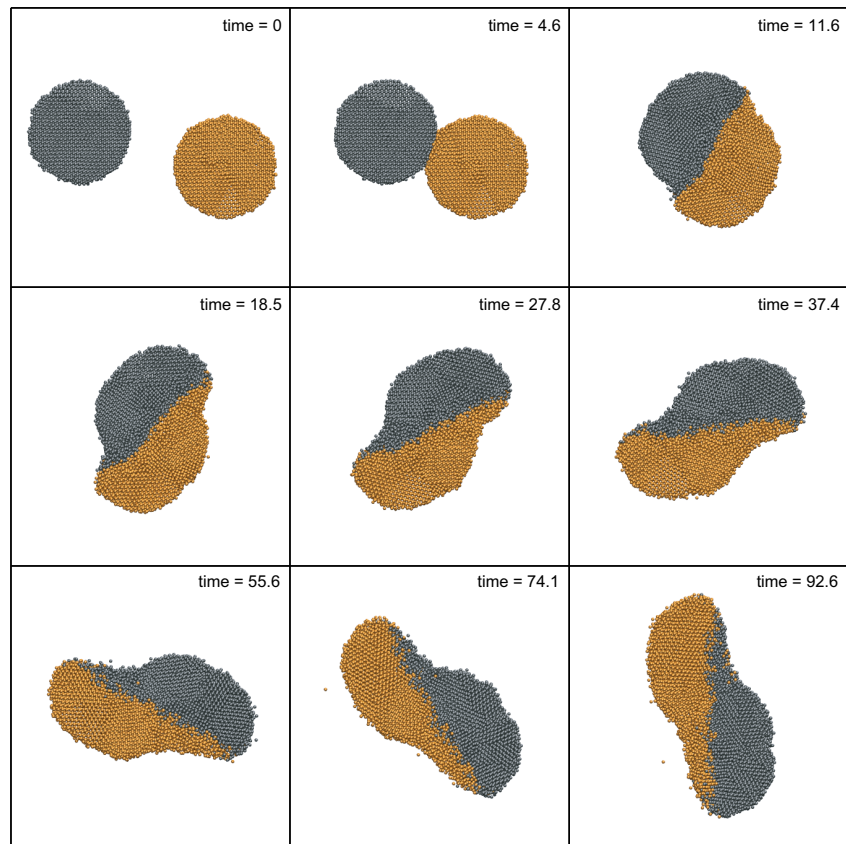 time = 0
time = 4.6
time = 11.6
time = 18.5
time = 27.8
time = 37.4
time = 55.6
time = 74.1
time = 92.6